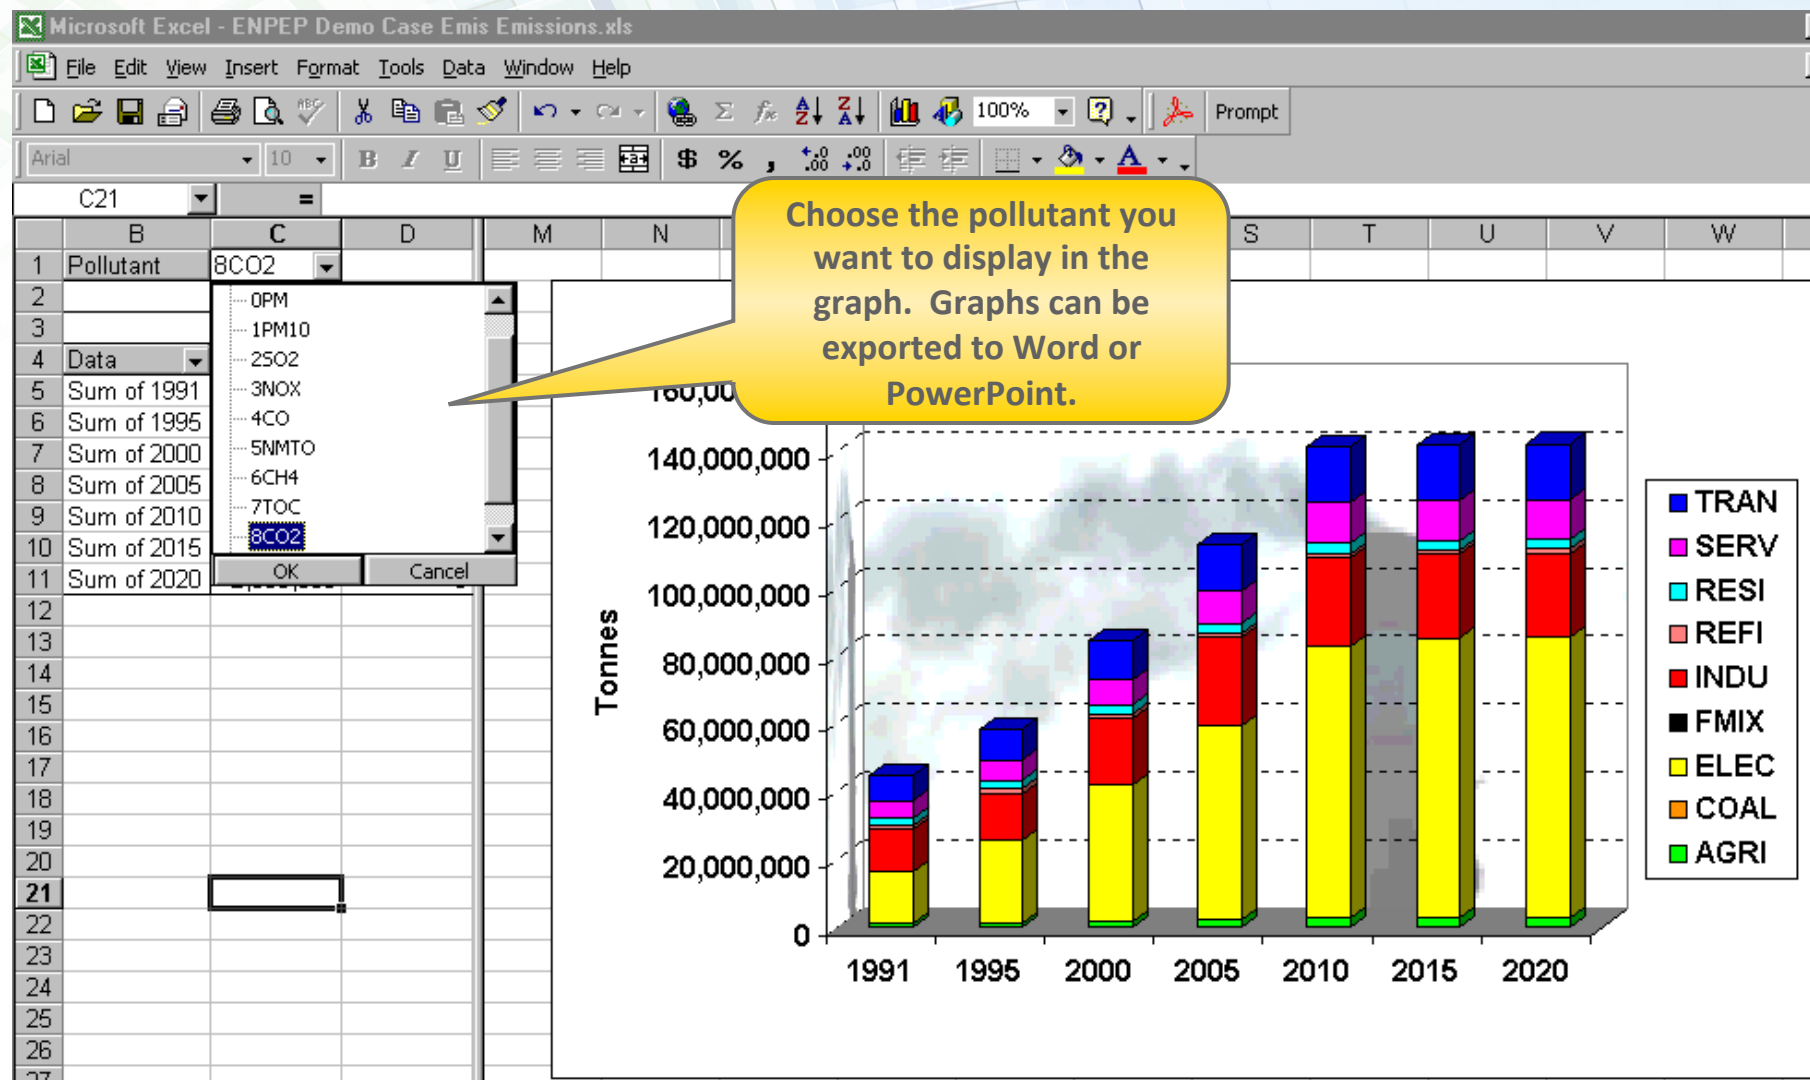 Microsoft Excel - ENPEP Demo Case Emis Emissions.xls
File Edit View Insert Format Tools Data Window Help
100% Prompt
Arial 10 B I U $ % ,
C21 =
B C D M N S T U V W
1 Pollutant 8CO2
2
3
4 Data
5 Sum of 1991
6 Sum of 1995
7 Sum of 2000
8 Sum of 2005
9 Sum of 2010
10 Sum of 2015
11 Sum of 2020
12
13
14
15
16
17
18
19
20
21
22
23
24
25
26
27
0PM
1PM10
2SO2
3NOX
4CO
5NMTO
6CH4
7TOC
8CO2
OK Cancel
Choose the pollutant you
want to display in the
graph. Graphs can be
exported to Word or
PowerPoint.
Tonnes
140,000,000
120,000,000
100,000,000
80,000,000
60,000,000
40,000,000
20,000,000
0
1991 1995 2000 2005 2010 2015 2020
TRAN
SERV
RESI
REFI
INDU
FMIX
ELEC
COAL
AGRI